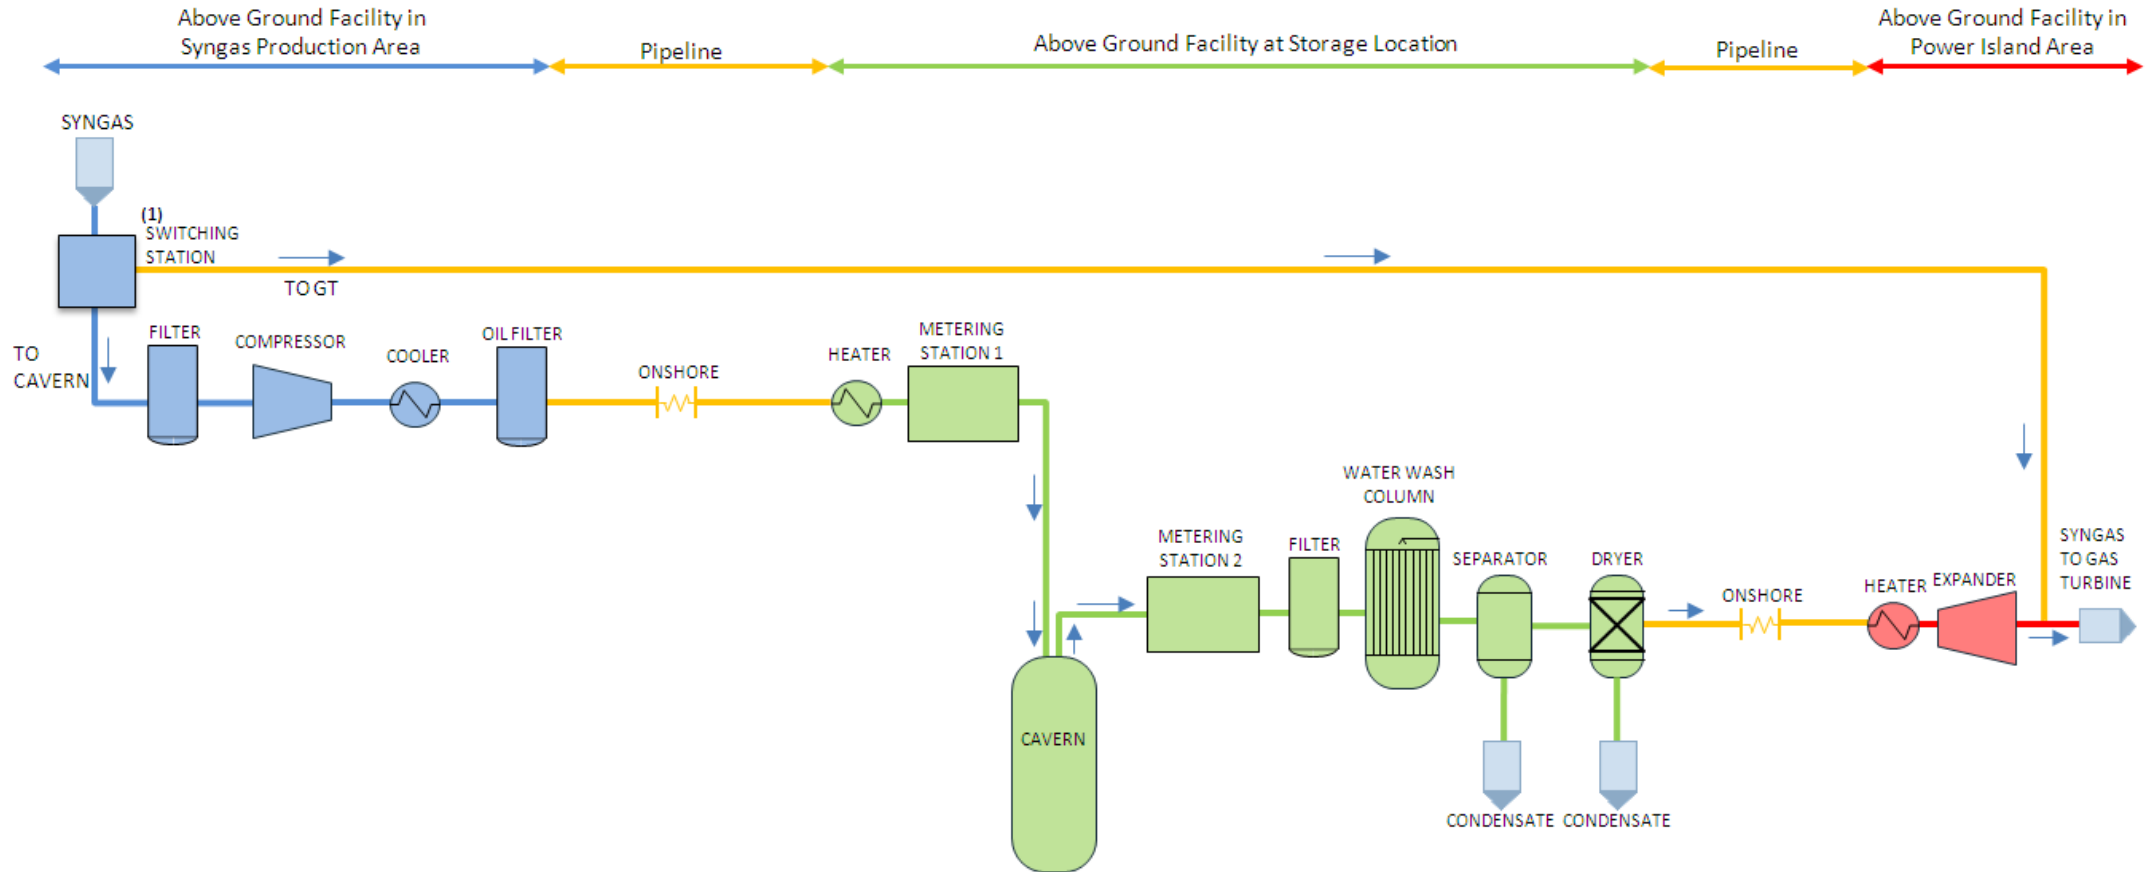 Above Ground Facility in
Syngas Production Area
Pipeline
Above Ground Facility at Storage Location
Pipeline
Above Ground Facility in
Power Island Area
SYNGAS
(1)
SWITCHING
STATION
TO GT
TO
CAVERN
FILTER
COMPRESSOR
COOLER
OIL FILTER
ONSHORE
HEATER
METERING
STATION 1
CAVERN
METERING
STATION 2
FILTER
WATER WASH
COLUMN
SEPARATOR
DRYER
CONDENSATE
CONDENSATE
ONSHORE
HEATER
EXPANDER
SYNGAS
TO GAS
TURBINE